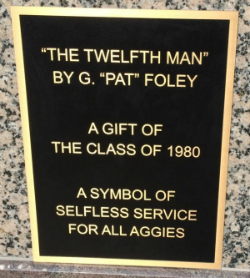 “THE TWELFTH MAN”
BY G. “PAT” FOLEY
A GIFT OF
THE CLASS OF 1980
A SYMBOL OF
SELFLESS SERVICE
FOR ALL AGGIES